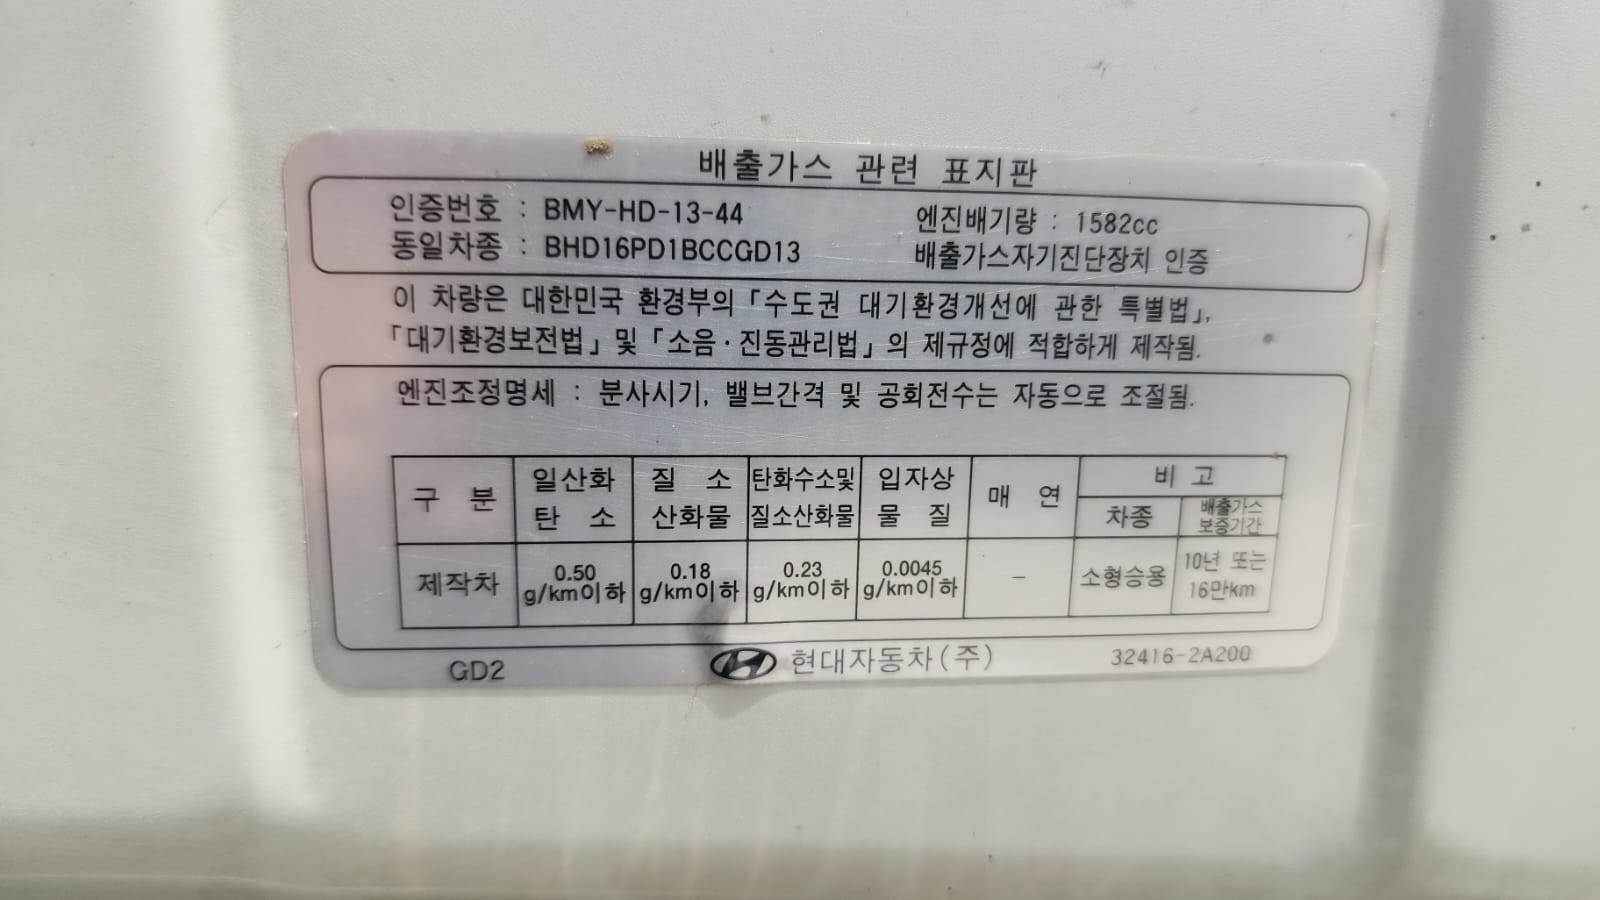 배출가스 관련 표지판
인증번호 : BMY-HD-13-44
엔진배기량 : 1582cc
동일차종 : BHD16PD1BCCGD13
배출가스자기진단장치 인증
이 차량은 대한민국 환경부의 「수도권 대기환경개선에 관한 특별법」,
「대기환경보전법」 및 「소음·진동관리법」의 제규정에 적합하게 제작됨.
엔진조정명세 : 분사시기, 밸브간격 및 공회전수는 자동으로 조절됨.
구 분
일산화
탄 소
질 소
산화물
탄화수소및
질소산화물
입자상
물 질
매 연
비 고
차종
배출가스
보증기간
제작차
0.50
g/km이하
0.18
g/km이하
0.23
g/km이하
0.0045
g/km이하
–
소형승용
10년 또는
16만km
GD2
현대자동차(주)
32416-2A200